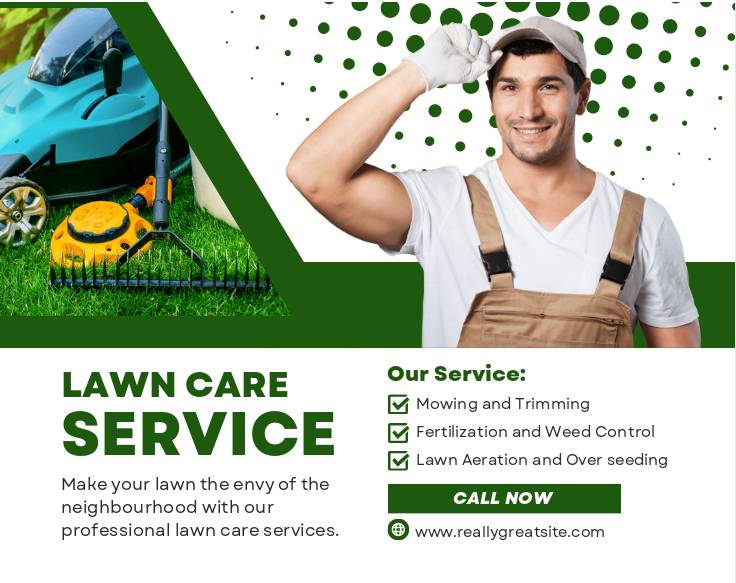 LAWN CARE
SERVICE
Make your lawn the envy of the
neighbourhood with our
professional lawn care services.
Our Service:
Mowing and Trimming
Fertilization and Weed Control
Lawn Aeration and Over seeding
CALL NOW
www.reallygreatsite.com